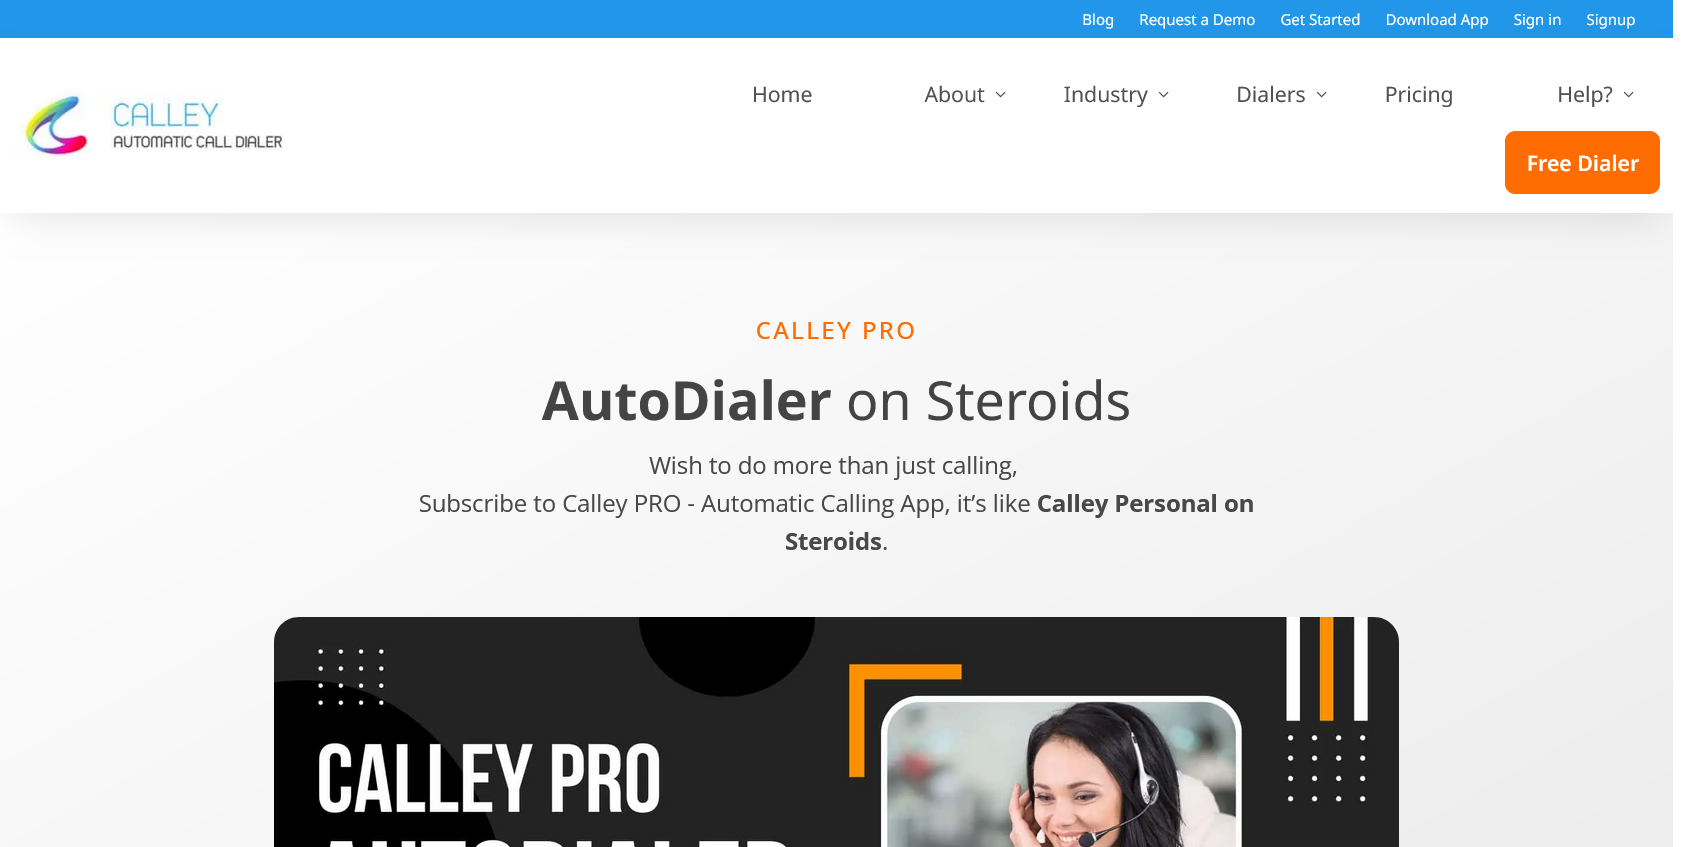 Blog Request a Demo Get Started Download App Sign in Signup
CALLEY
AUTOMATIC CALL DIALER
Home About Industry Dialers Pricing Help?
Free Dialer
CALLEY PRO
AutoDialer on Steroids
Wish to do more than just calling,
Subscribe to Calley PRO - Automatic Calling App, it’s like Calley Personal on
Steroids.
CALLEY PRO
AUTODIALER